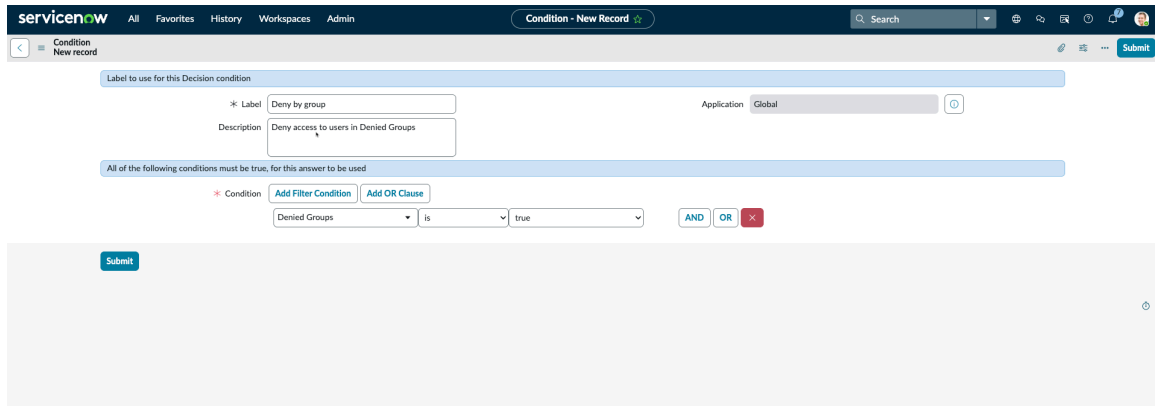 servicenow All Favorites History Workspaces Admin Condition - New Record Search 7
Condition
New record
Submit
Label to use for this Decision condition
Label Deny by group Application Global
Description Deny access to users in Denied Groups
All of the following conditions must be true, for this answer to be used
Condition Add Filter Condition Add OR Clause
Denied Groups is true AND OR
Submit